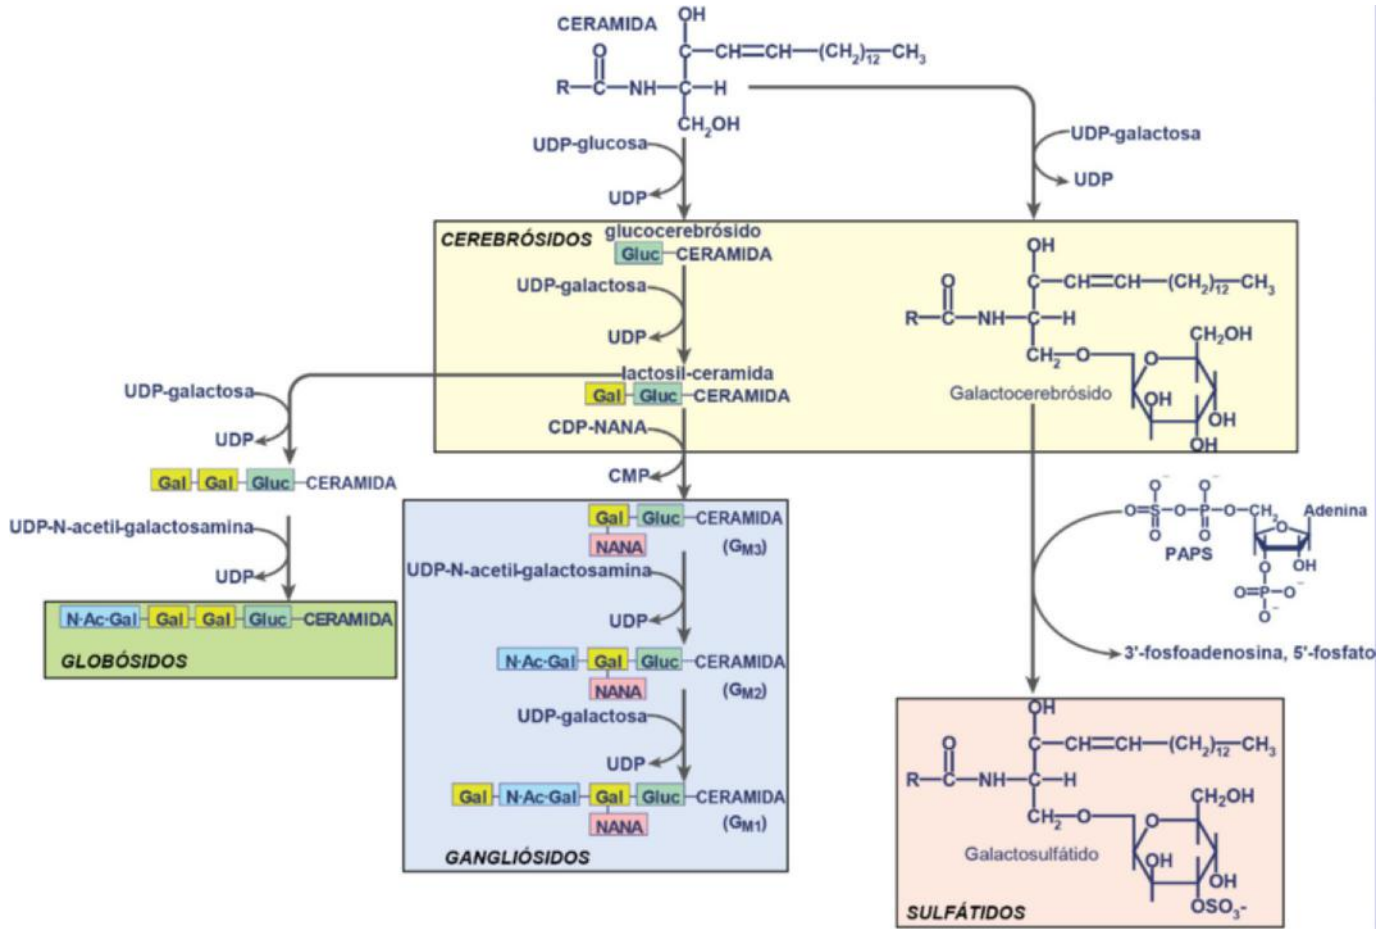 CERAMIDA
OH
C—CH=CH—(CH₂)₁₂—CH₃
O
R—C—NH—C—H
CH₂OH
UDP-glucosa
UDP
UDP-galactosa
UDP
CEREBRÓSIDOS
glucocerebrósido
Gluc—CERAMIDA
UDP-galactosa
UDP
lactosil-ceramida
Gal—Gluc—CERAMIDA
CDP-NANA
CMP
OH
C—CH=CH—(CH₂)₁₂—CH₃
O
R—C—NH—C—H
CH₂—O
O
CH₂OH
OH
OH
OH
Galactocerebrósido
UDP-galactosa
UDP
Gal—Gal—Gluc—CERAMIDA
UDP-N-acetil-galactosamina
UDP
N-Ac-Gal—Gal—Gal—Gluc—CERAMIDA
GLOBÓSIDOS
Gal—Gluc—CERAMIDA
NANA
(GM3)
UDP-N-acetil-galactosamina
UDP
N-Ac-Gal—Gal—Gluc—CERAMIDA
NANA
(GM2)
UDP-galactosa
UDP
Gal—N-Ac-Gal—Gal—Gluc—CERAMIDA
NANA
(GM1)
GANGLIÓSIDOS
O⁻ O⁻
O=S—O—P—O—CH₂ Adenina
O O O
PAPS
O OH
O=P—O⁻
O⁻
3'-fosfoadenosina, 5'-fosfato
OH
C—CH=CH—(CH₂)₁₂—CH₃
O
R—C—NH—C—H
CH₂—O
O
CH₂OH
OH
OH
OSO₃-
Galactosulfátido
SULFÁTIDOS